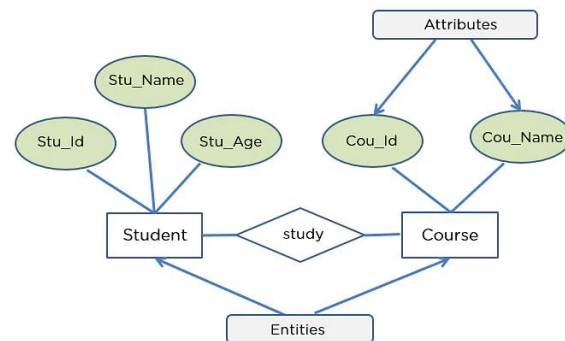 Attributes
Stu_Name
Stu_Id
Stu_Age
Cou_Id
Cou_Name
Student
study
Course
Entities